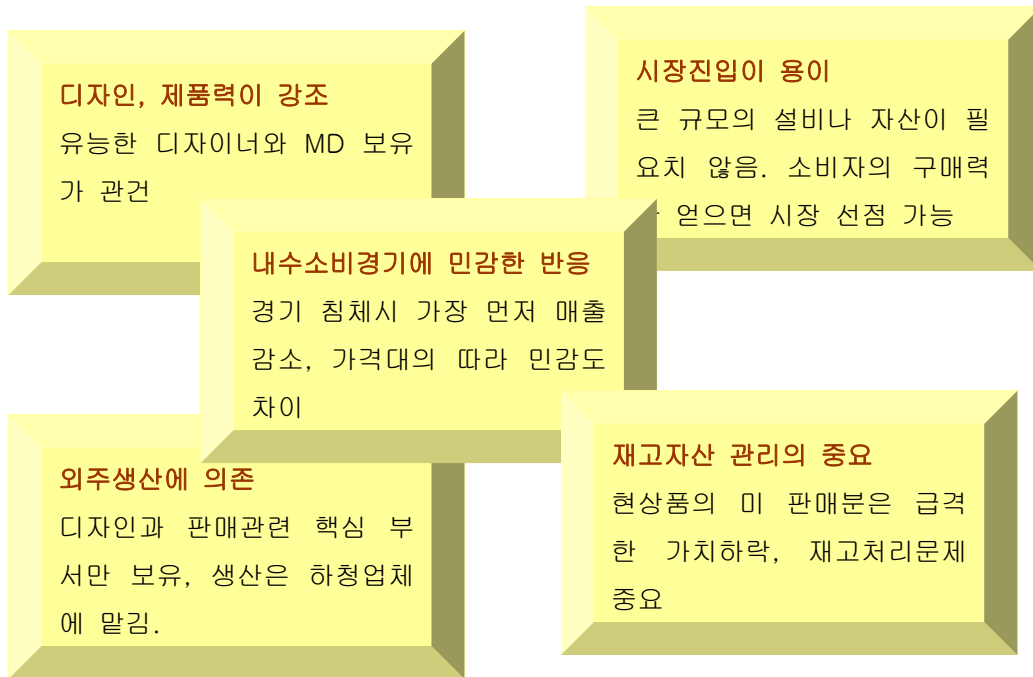 디자인, 제품력이 강조
유능한 디자이너와 MD 보유
가 관건
시장진입이 용이
큰 규모의 설비나 자산이 필
요치 않음. 소비자의 구매력
얻으면 시장 선점 가능
내수소비경기에 민감한 반응
경기 침체시 가장 먼저 매출
감소, 가격대의 따라 민감도
차이
외주생산에 의존
디자인과 판매관련 핵심 부
서만 보유, 생산은 하청업체
에 맡김.
재고자산 관리의 중요
현상품의 미 판매분은 급격
한 가치하락, 재고처리문제
중요